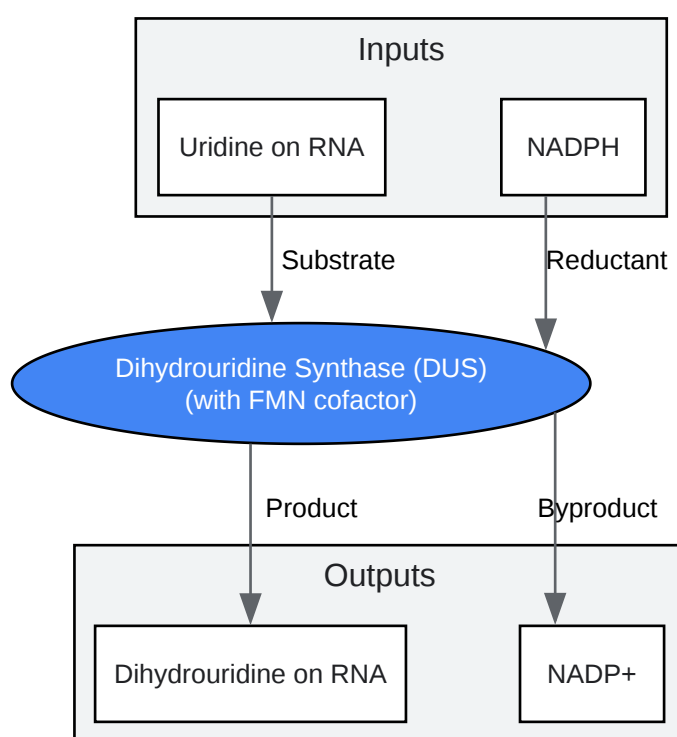 Inputs
Uridine on RNA
NADPH
Substrate
Reductant
Dihydrouridine Synthase (DUS)
(with FMN cofactor)
Product
Byproduct
Outputs
Dihydrouridine on RNA
NADP+